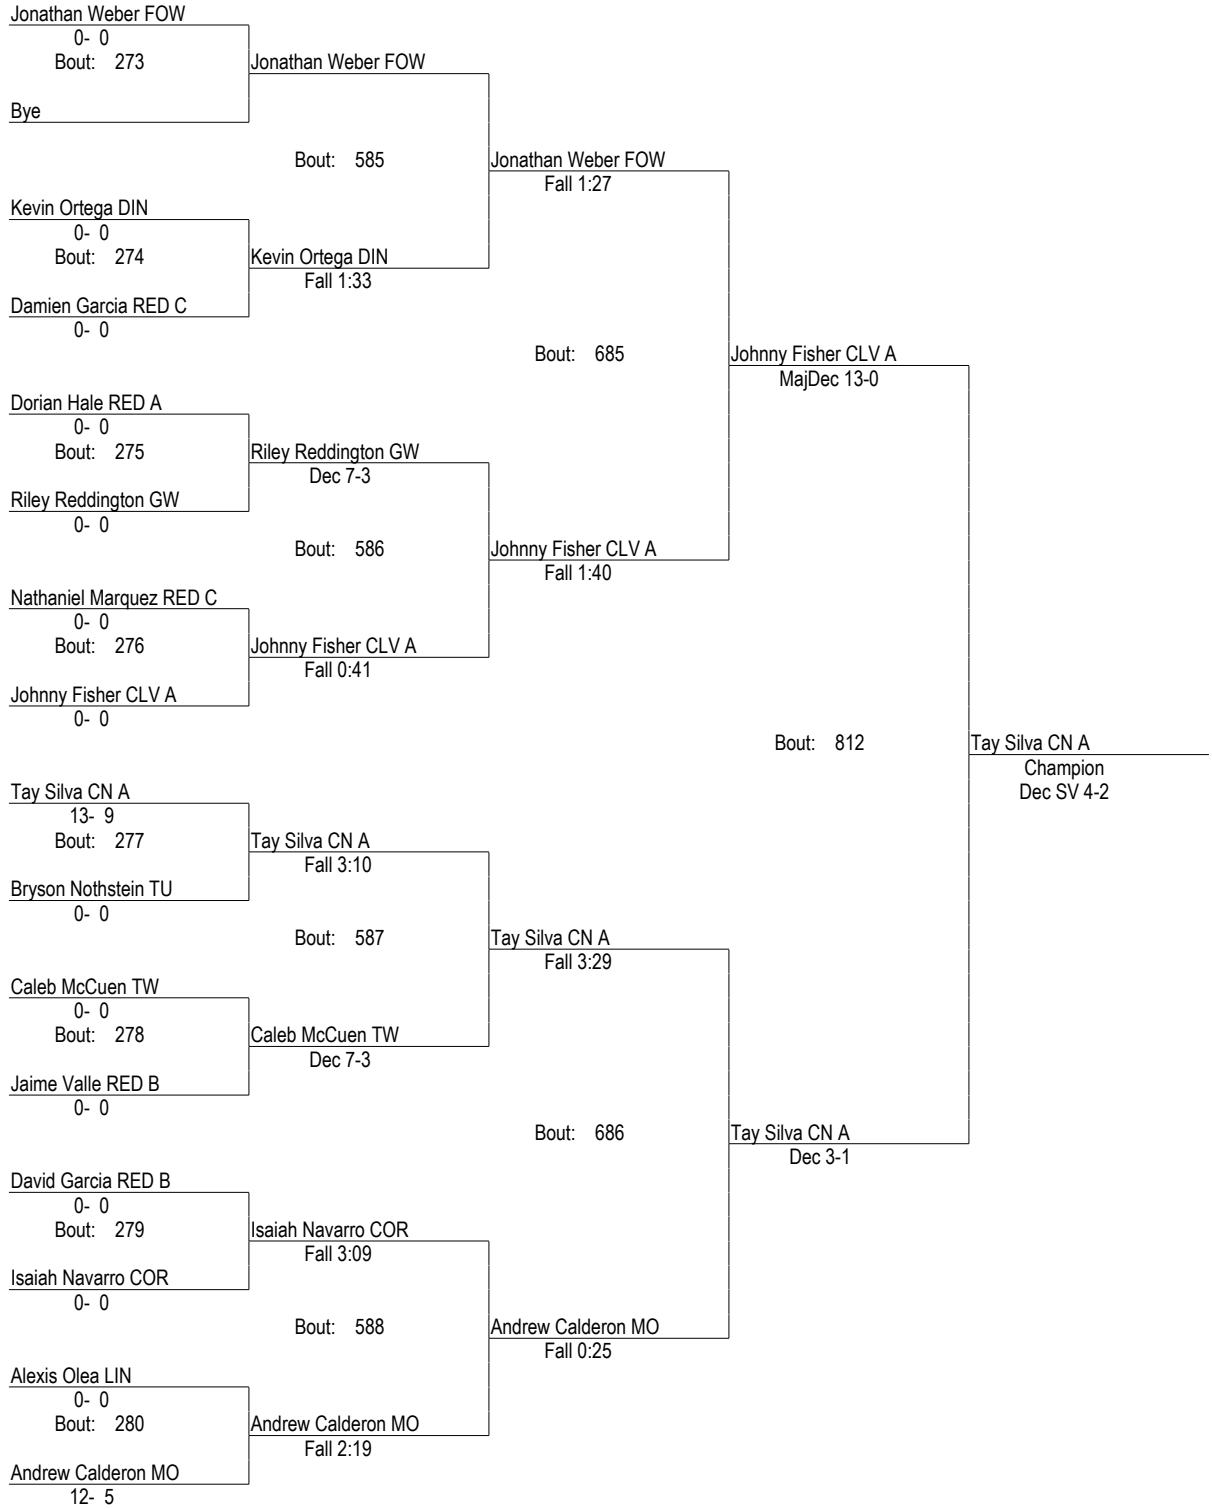 Jonathan Weber FOW
0- 0
Bout: 273
Jonathan Weber FOW
Bye
Bout: 585
Jonathan Weber FOW
Fall 1:27
Kevin Ortega DIN
0- 0
Bout: 274
Kevin Ortega DIN
Fall 1:33
Damien Garcia RED C
0- 0
Bout: 685
Johnny Fisher CLV A
MajDec 13-0
Dorian Hale RED A
0- 0
Bout: 275
Riley Reddington GW
Dec 7-3
Riley Reddington GW
0- 0
Bout: 586
Johnny Fisher CLV A
Fall 1:40
Nathaniel Marquez RED C
0- 0
Bout: 276
Johnny Fisher CLV A
Fall 0:41
Johnny Fisher CLV A
0- 0
Bout: 812
Tay Silva CN A
Champion
Dec SV 4-2
Tay Silva CN A
13- 9
Bout: 277
Tay Silva CN A
Fall 3:10
Bryson Nothstein TU
0- 0
Bout: 587
Tay Silva CN A
Fall 3:29
Caleb McCuen TW
0- 0
Bout: 278
Caleb McCuen TW
Dec 7-3
Jaime Valle RED B
0- 0
Bout: 686
Tay Silva CN A
Dec 3-1
David Garcia RED B
0- 0
Bout: 279
Isaiah Navarro COR
Fall 3:09
Isaiah Navarro COR
0- 0
Bout: 588
Andrew Calderon MO
Fall 0:25
Alexis Olea LIN
0- 0
Bout: 280
Andrew Calderon MO
Fall 2:19
Andrew Calderon MO
12- 5